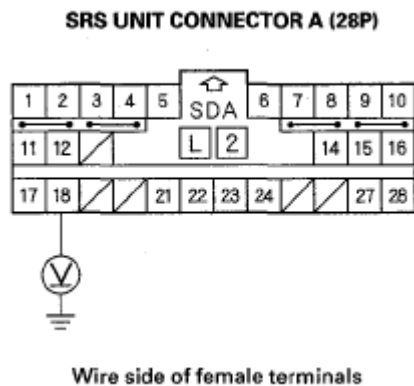 SRS UNIT CONNECTOR A (28P)
1 2 3 4 5 SDA 6 7 8 9 10
11 12 L 2 14 15 16
17 18 21 22 23 24 27 28
V
Wire side of female terminals